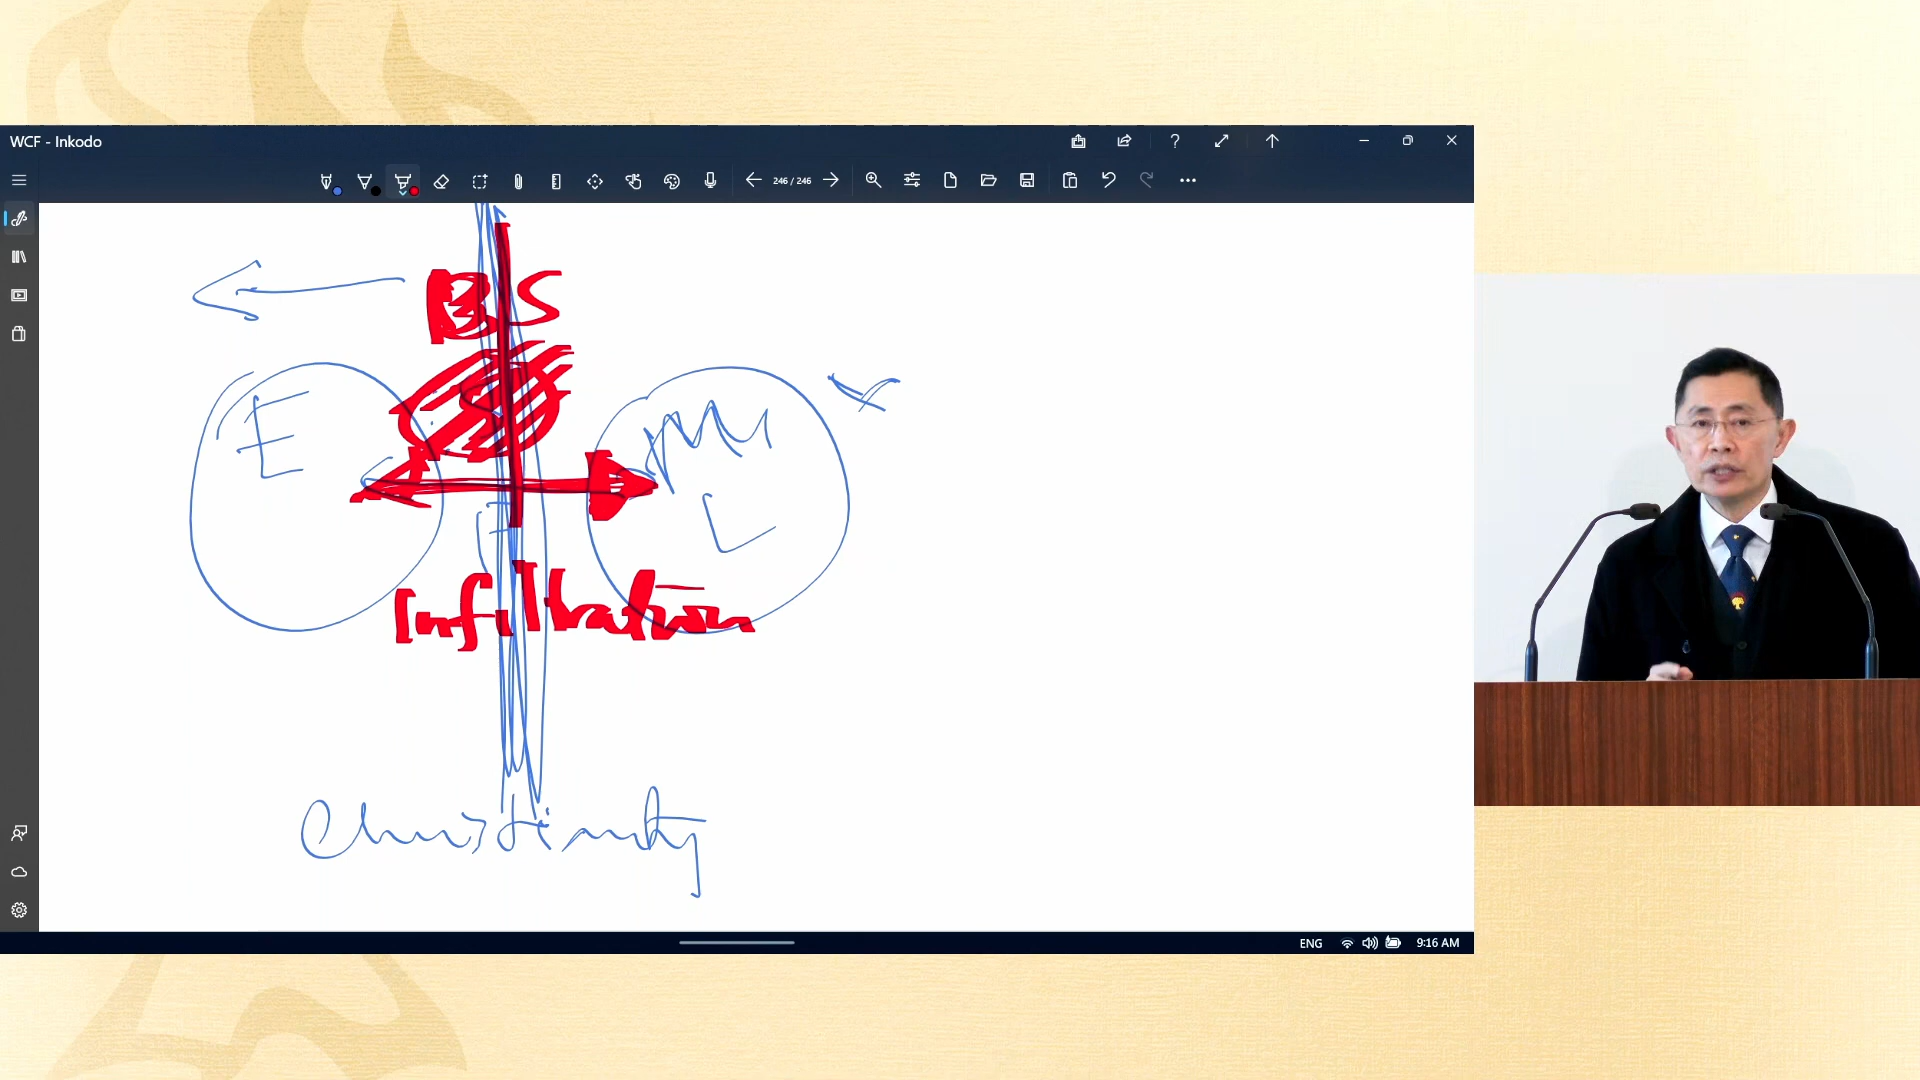 WCF - Inkodo
246 / 246
BS
E
M
L
F
Infiltration
Christianity
ENG 9:16 AM